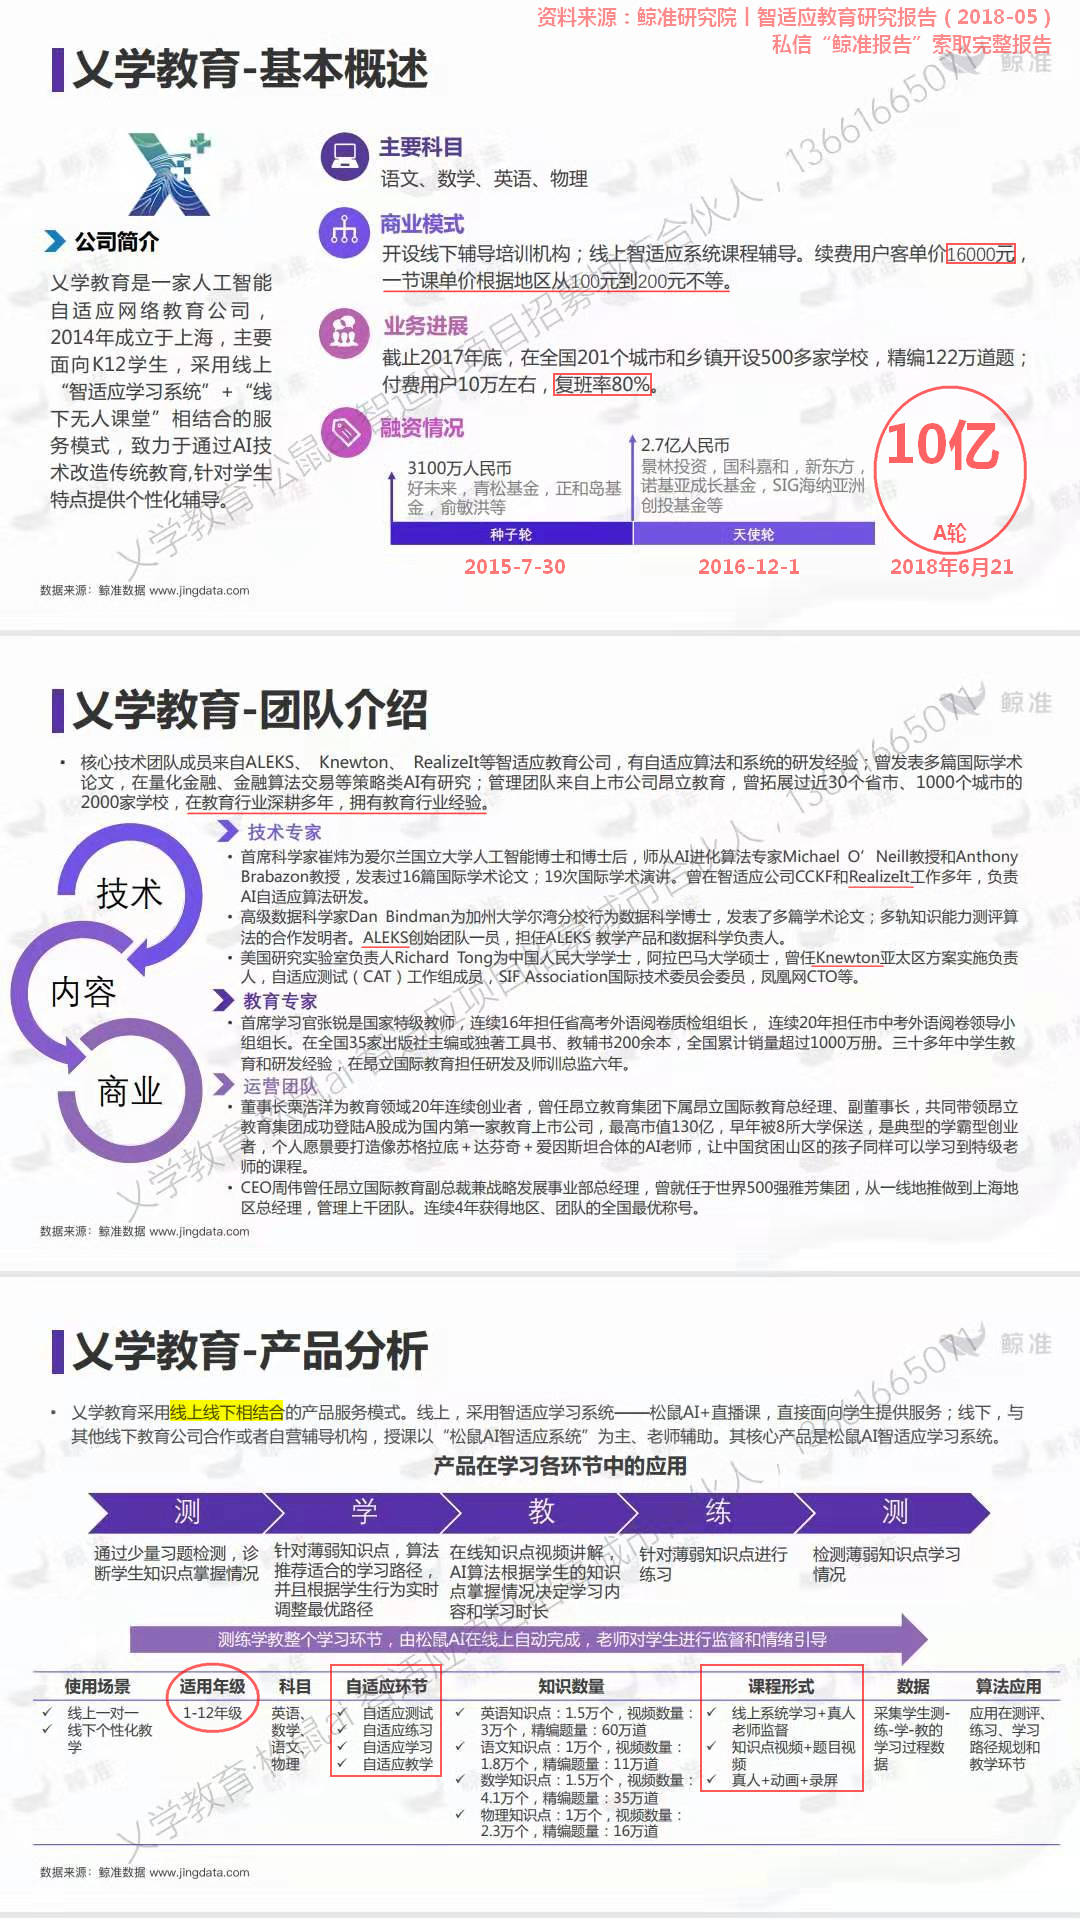 资料来源：鲸准研究院丨智适应教育研究报告（2018-05）
私信“鲸准报告”索取完整报告
乂学教育-基本概述
鲸准
公司简介
乂学教育是一家人工智能
自适应网络教育公司，
2014年成立于上海，主要
面向K12学生，采用线上
“智适应学习系统”+“线
下无人课堂”相结合的服
务模式，致力于通过AI技
术改造传统教育,针对学生
特点提供个性化辅导。
主要科目
语文、数学、英语、物理
商业模式
开设线下辅导培训机构；线上智适应系统课程辅导。续费用户客单价16000元，
一节课单价根据地区从100元到200元不等。
业务进展
截止2017年底，在全国201个城市和乡镇开设500多家学校，精编122万道题；
付费用户10万左右，复班率80%。
融资情况
3100万人民币
好未来，青松基金，正和岛基
金，俞敏洪等
2.7亿人民币
景林投资，国科嘉和，新东方，
诺基亚成长基金，SIG海纳亚洲
创投基金等
10亿
种子轮
天使轮
A轮
2015-7-30
2016-12-1
2018年6月21
数据来源：鲸准数据 www.jingdata.com
乂学教育·松鼠ai 智适应项目招募城市合伙人，13661665071
乂学教育-团队介绍
鲸准
• 核心技术团队成员来自ALEKS、 Knewton、 RealizeIt等智适应教育公司，有自适应算法和系统的研发经验；曾发表多篇国际学术
论文，在量化金融、金融算法交易等策略类AI有研究；管理团队来自上市公司昂立教育，曾拓展过近30个省市、1000个城市的
2000家学校，在教育行业深耕多年，拥有教育行业经验。
技术
内容
商业
技术专家
• 首席科学家崔炜为爱尔兰国立大学人工智能博士和博士后，师从AI进化算法专家Michael O’Neill教授和Anthony
Brabazon教授，发表过16篇国际学术论文；19次国际学术演讲。曾在智适应公司CCKF和RealizeIt工作多年，负责
AI自适应算法研发。
• 高级数据科学家Dan Bindman为加州大学尔湾分校行为数据科学博士，发表了多篇学术论文；多轨知识能力测评算
法的合作发明者。ALEKS创始团队一员，担任ALEKS 教学产品和数据科学负责人。
• 美国研究实验室负责人Richard Tong为中国人民大学学士，阿拉巴马大学硕士，曾任Knewton亚太区方案实施负责
人，自适应测试（CAT）工作组成员，SIF Association国际技术委员会委员，凤凰网CTO等。
教育专家
• 首席学习官张锐是国家特级教师，连续16年担任省高考外语阅卷质检组组长， 连续20年担任市中考外语阅卷领导小
组组长。在全国35家出版社主编或独著工具书、教辅书200余本，全国累计销量超过1000万册。三十多年中学生教
育和研发经验，在昂立国际教育担任研发及师训总监六年。
运营团队
• 董事长栗浩洋为教育领域20年连续创业者，曾任昂立教育集团下属昂立国际教育总经理、副董事长，共同带领昂立
教育集团成功登陆A股成为国内第一家教育上市公司，最高市值130亿，早年被8所大学保送，是典型的学霸型创业
者，个人愿景要打造像苏格拉底＋达芬奇＋爱因斯坦合体的AI老师，让中国贫困山区的孩子同样可以学习到特级老
师的课程。
• CEO周伟曾任昂立国际教育副总裁兼战略发展事业部总经理，曾就任于世界500强雅芳集团，从一线地推做到上海地
区总经理，管理上千团队。连续4年获得地区、团队的全国最优称号。
数据来源：鲸准数据 www.jingdata.com
乂学教育·松鼠ai 智适应项目招募城市合伙人，13661665071
乂学教育-产品分析
鲸准
• 乂学教育采用线上线下相结合的产品服务模式。线上，采用智适应学习系统——松鼠AI+直播课，直接面向学生提供服务；线下，与
其他线下教育公司合作或者自营辅导机构，授课以“松鼠AI智适应系统”为主、老师辅助。其核心产品是松鼠AI智适应学习系统。
产品在学习各环节中的应用
测
学
教
练
测
通过少量习题检测，诊
断学生知识点掌握情况
针对薄弱知识点，算法
推荐适合的学习路径，
并且根据学生行为实时
调整最优路径
在线知识点视频讲解，
AI算法根据学生的知识
点掌握情况决定学习内
容和学习时长
针对薄弱知识点进行
练习
检测薄弱知识点学习
情况
测练学教整个学习环节，由松鼠AI在线上自动完成，老师对学生进行监督和情绪引导
使用场景
适用年级
科目
自适应环节
知识数量
课程形式
数据
算法应用
✓ 线上一对一
✓ 线下个性化教
学
1-12年级
英语、
数学、
语文、
物理
✓ 自适应测试
✓ 自适应练习
✓ 自适应学习
✓ 自适应教学
✓ 英语知识点：1.5万个，视频数量：
3万个，精编题量：60万道
✓ 语文知识点：1万个，视频数量：
1.8万个，精编题量：11万道
✓ 数学知识点：1.5万个，视频数量：
4.1万个，精编题量：35万道
✓ 物理知识点：1万个，视频数量：
2.3万个，精编题量：16万道
✓ 线上系统学习+真人
老师监督
✓ 知识点视频+题目视
频
✓ 真人+动画+录屏
采集学生测-
练-学-教的
学习过程数
据
应用在测评、
练习、学习
路径规划和
教学环节
数据来源：鲸准数据 www.jingdata.com
乂学教育·松鼠ai 智适应项目招募城市合伙人，13661665071